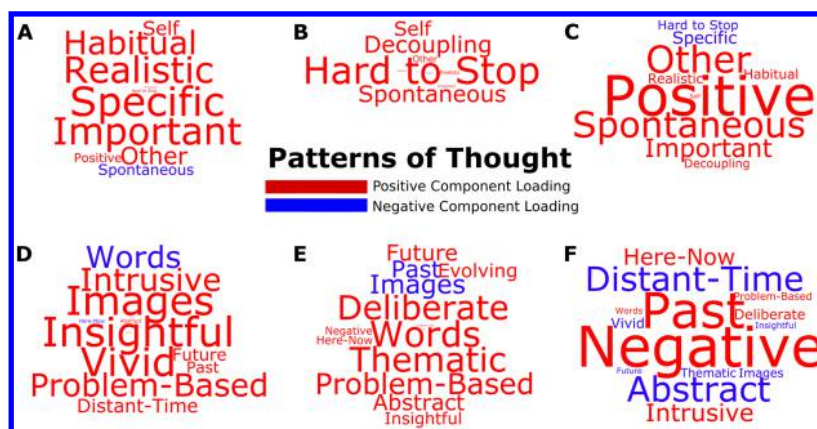 A
Self
Habitual
Realistic
Specific
Important
Positive Other
Spontaneous
B
Self
Decoupling
Other
Hard to Stop
Spontaneous
C
Hard to Stop
Specific
Other
Realistic Habitual
Positive
Spontaneous
Important
Decoupling
Patterns of Thought
Positive Component Loading
Negative Component Loading
D
Words
Intrusive
Images
Insightful
Vivid Future
Past
Problem-Based
Distant-Time
E
Future
Past Evolving
Images
Deliberate
Negative Words
Here-Now
Thematic
Problem-Based
Abstract
Insightful
F
Here-Now
Distant-Time
Problem-Based
Words Past Deliberate
Vivid Insightful
Negative
Future Thematic Images
Abstract
Intrusive